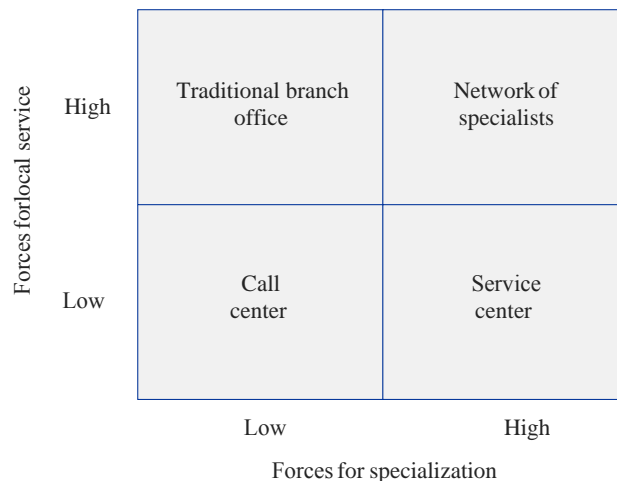 Forces forlocal service
High
Traditional branch
office
Network of
specialists
Low
Call
center
Service
center
Low
High
Forces for specialization